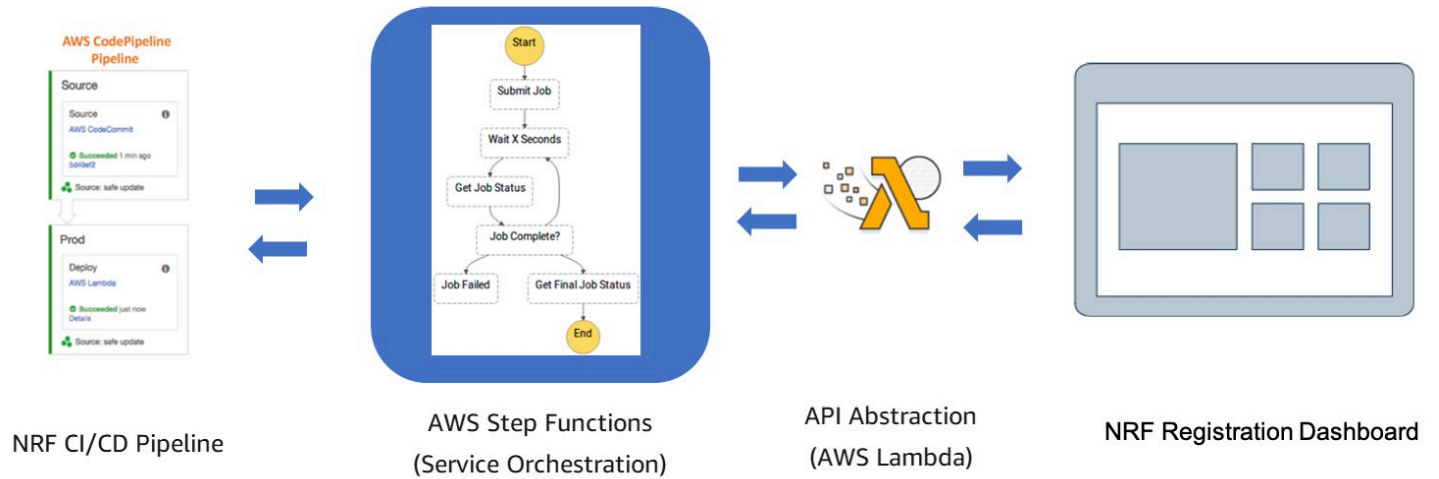 AWS CodePipeline
Pipeline
Source
Source
AWS CodeCommit
Succeeded 1 min ago
5d49ef2
Source: safe update
Prod
Deploy
AWS Lambda
Succeeded just now
Details
Source: safe update
NRF CI/CD Pipeline
Start
Submit Job
Wait X Seconds
Get Job Status
Job Complete?
Job Failed
Get Final Job Status
End
AWS Step Functions
(Service Orchestration)
API Abstraction
(AWS Lambda)
NRF Registration Dashboard